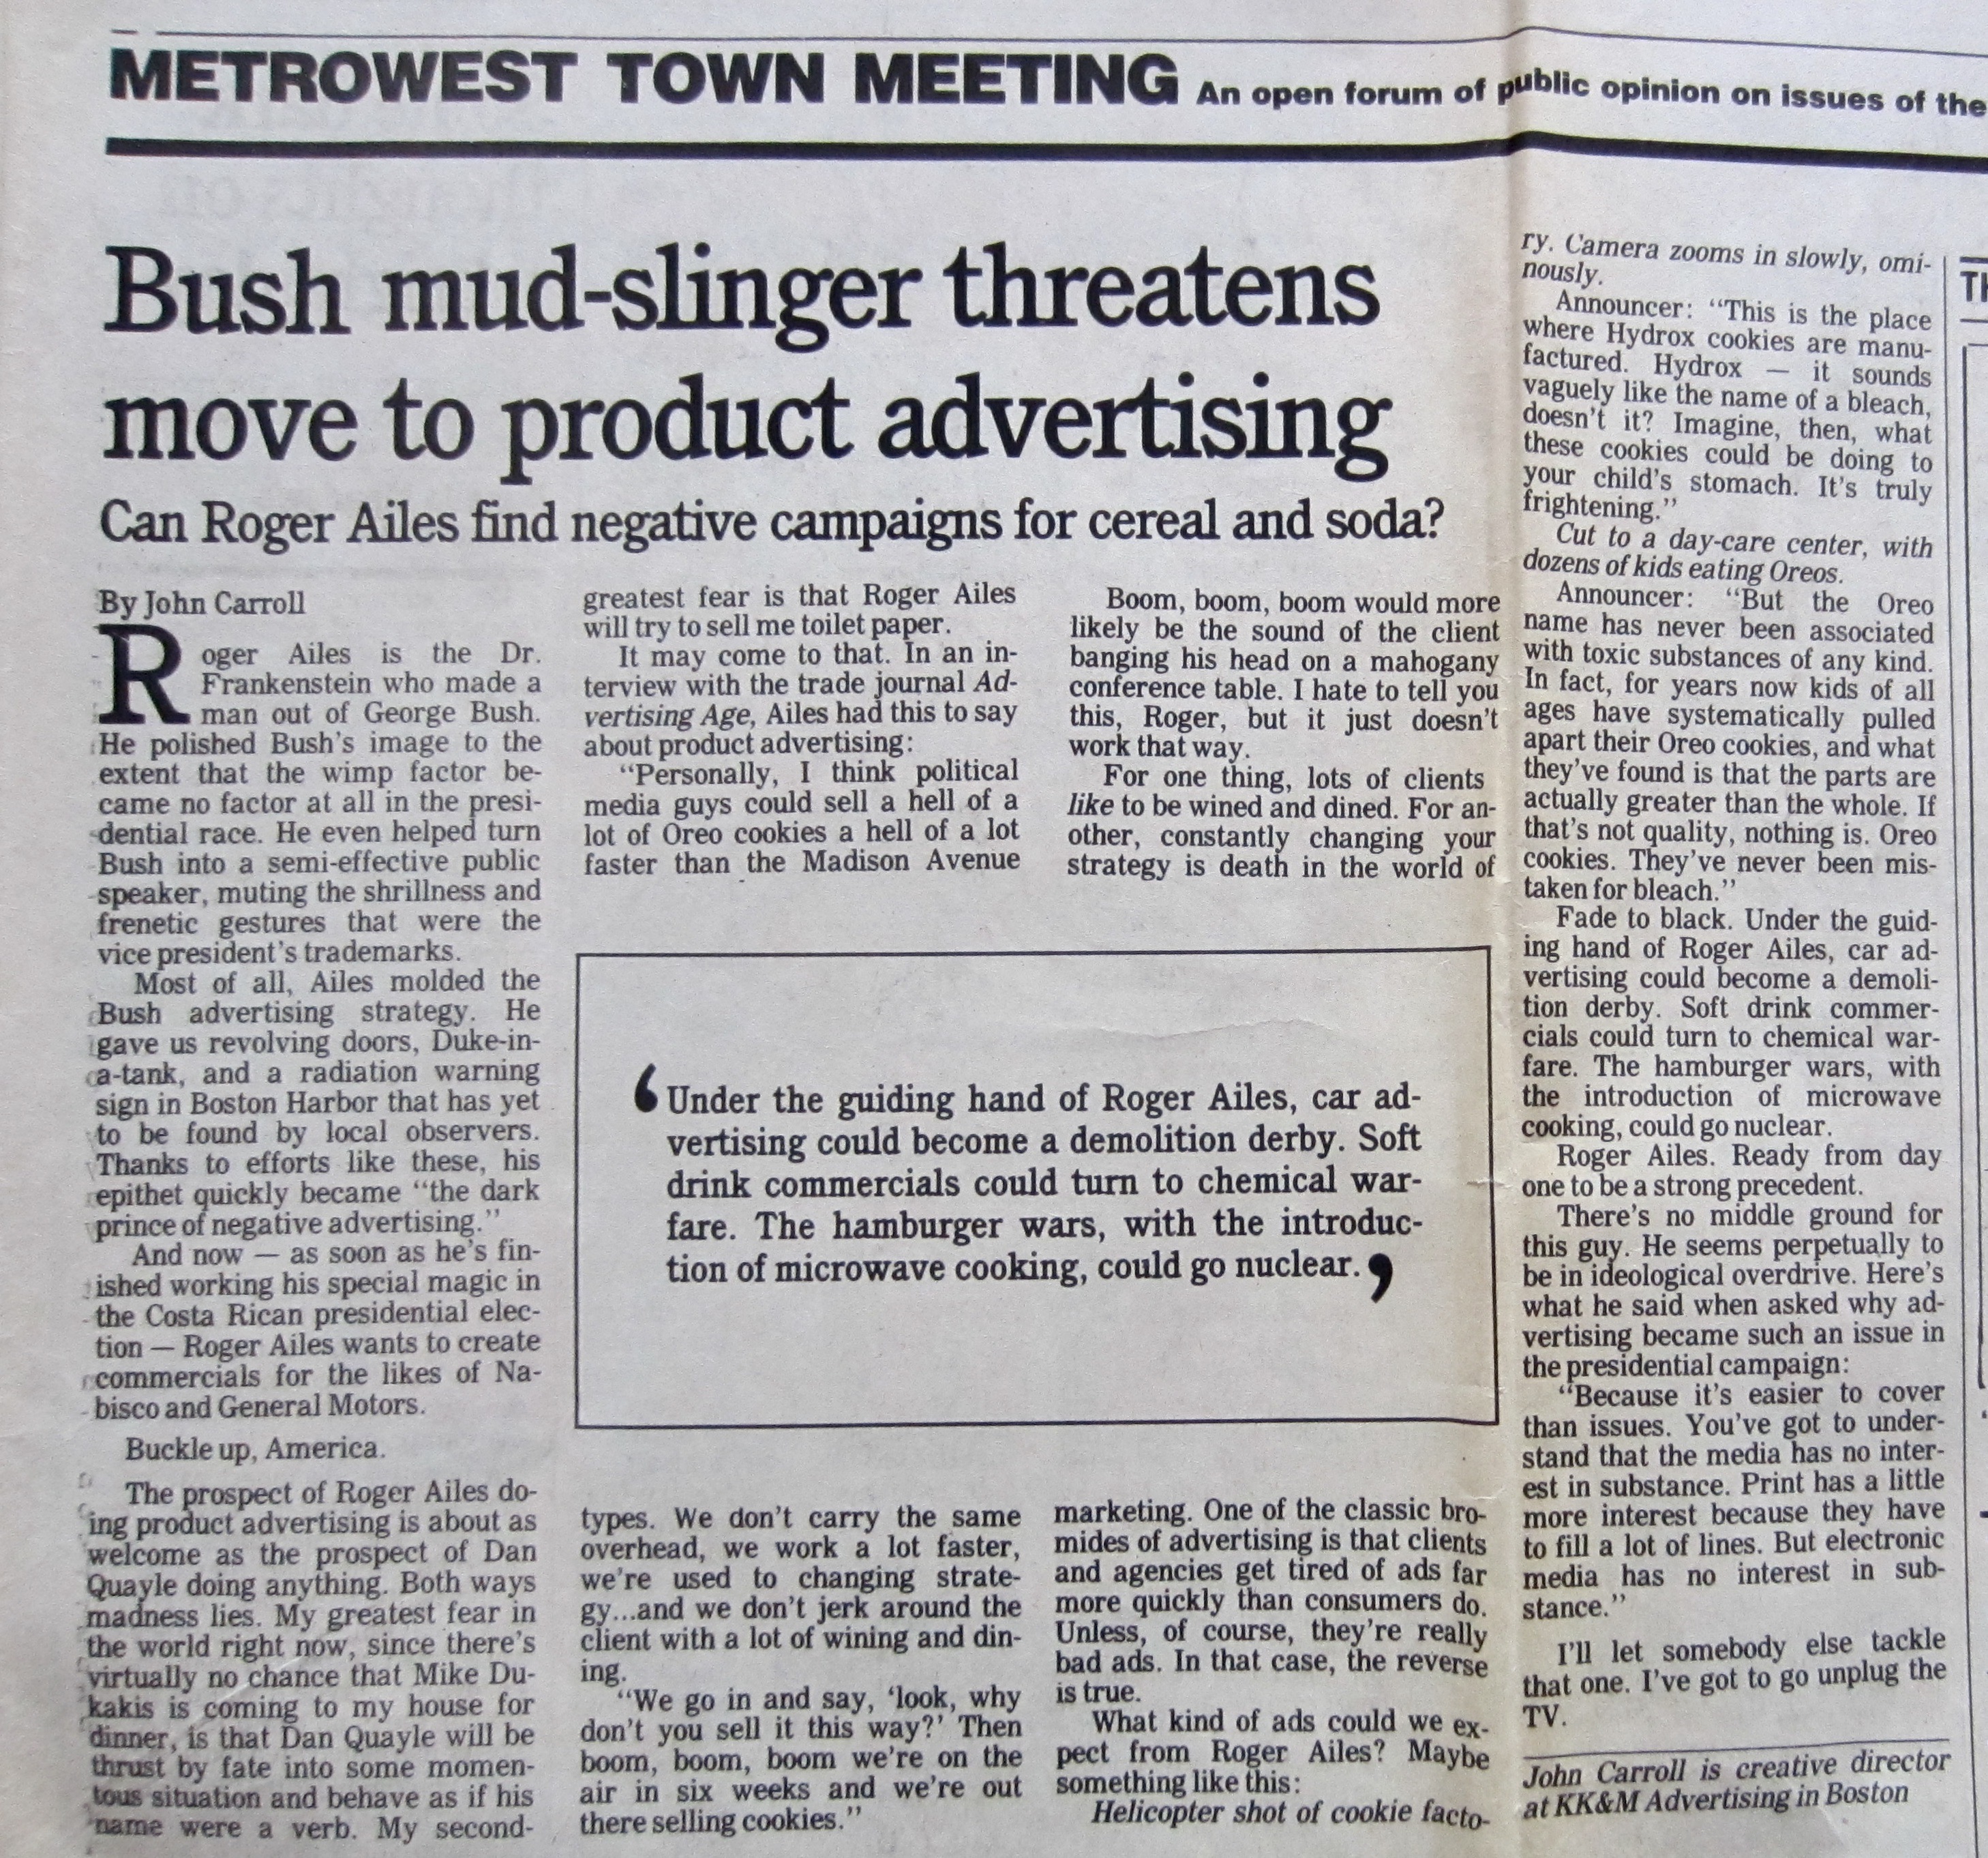 METROWEST TOWN MEETING An open forum of public opinion on issues of the
Bush mud-slinger threatens
move to product advertising
Can Roger Ailes find negative campaigns for cereal and soda?
By John Carroll
Roger Ailes is the Dr.
Frankenstein who made a
man out of George Bush.
He polished Bush's image to the
extent that the wimp factor be-
came no factor at all in the presi-
dential race. He even helped turn
Bush into a semi-effective public
speaker, muting the shrillness and
frenetic gestures that were the
vice president's trademarks.
Most of all, Ailes molded the
Bush advertising strategy. He
gave us revolving doors, Duke-in-
a-tank, and a radiation warning
sign in Boston Harbor that has yet
to be found by local observers.
Thanks to efforts like these, his
epithet quickly became “the dark
prince of negative advertising.”
And now — as soon as he's fin-
ished working his special magic in
the Costa Rican presidential elec-
tion — Roger Ailes wants to create
commercials for the likes of Na-
bisco and General Motors.
Buckle up, America.
The prospect of Roger Ailes do-
ing product advertising is about as
welcome as the prospect of Dan
Quayle doing anything. Both ways
madness lies. My greatest fear in
the world right now, since there's
virtually no chance that Mike Du-
kakis is coming to my house for
dinner, is that Dan Quayle will be
thrust by fate into some momen-
tous situation and behave as if his
name were a verb. My second-
greatest fear is that Roger Ailes
will try to sell me toilet paper.
It may come to that. In an in-
terview with the trade journal Ad-
vertising Age, Ailes had this to say
about product advertising:
“Personally, I think political
media guys could sell a hell of a
lot of Oreo cookies a hell of a lot
faster than the Madison Avenue
types. We don't carry the same
overhead, we work a lot faster,
we're used to changing strate-
gy...and we don't jerk around the
client with a lot of wining and din-
ing.
“We go in and say, ‘look, why
don't you sell it this way?’ Then
boom, boom, boom we're on the
air in six weeks and we're out
there selling cookies.”
Boom, boom, boom would more
likely be the sound of the client
banging his head on a mahogany
conference table. I hate to tell you
this, Roger, but it just doesn't
work that way.
For one thing, lots of clients
like to be wined and dined. For an-
other, constantly changing your
strategy is death in the world of
marketing. One of the classic bro-
mides of advertising is that clients
and agencies get tired of ads far
more quickly than consumers do.
Unless, of course, they're really
bad ads. In that case, the reverse
is true.
What kind of ads could we ex-
pect from Roger Ailes? Maybe
something like this:
Helicopter shot of cookie facto-
‘Under the guiding hand of Roger Ailes, car ad-
vertising could become a demolition derby. Soft
drink commercials could turn to chemical war-
fare. The hamburger wars, with the introduc-
tion of microwave cooking, could go nuclear.’
ry. Camera zooms in slowly, omi-
nously.
Announcer: “This is the place
where Hydrox cookies are manu-
factured. Hydrox — it sounds
vaguely like the name of a bleach,
doesn't it? Imagine, then, what
these cookies could be doing to
your child's stomach. It's truly
frightening.”
Cut to a day-care center, with
dozens of kids eating Oreos.
Announcer: “But the Oreo
name has never been associated
with toxic substances of any kind.
In fact, for years now kids of all
ages have systematically pulled
apart their Oreo cookies, and what
they've found is that the parts are
actually greater than the whole. If
that's not quality, nothing is. Oreo
cookies. They've never been mis-
taken for bleach.”
Fade to black. Under the guid-
ing hand of Roger Ailes, car ad-
vertising could become a demoli-
tion derby. Soft drink commer-
cials could turn to chemical war-
fare. The hamburger wars, with
the introduction of microwave
cooking, could go nuclear.
Roger Ailes. Ready from day
one to be a strong precedent.
There's no middle ground for
this guy. He seems perpetually to
be in ideological overdrive. Here's
what he said when asked why ad-
vertising became such an issue in
the presidential campaign:
“Because it's easier to cover
than issues. You've got to under-
stand that the media has no inter-
est in substance. Print has a little
more interest because they have
to fill a lot of lines. But electronic
media has no interest in sub-
stance.”
I'll let somebody else tackle
that one. I've got to go unplug the
TV.
John Carroll is creative director
at KK&M Advertising in Boston